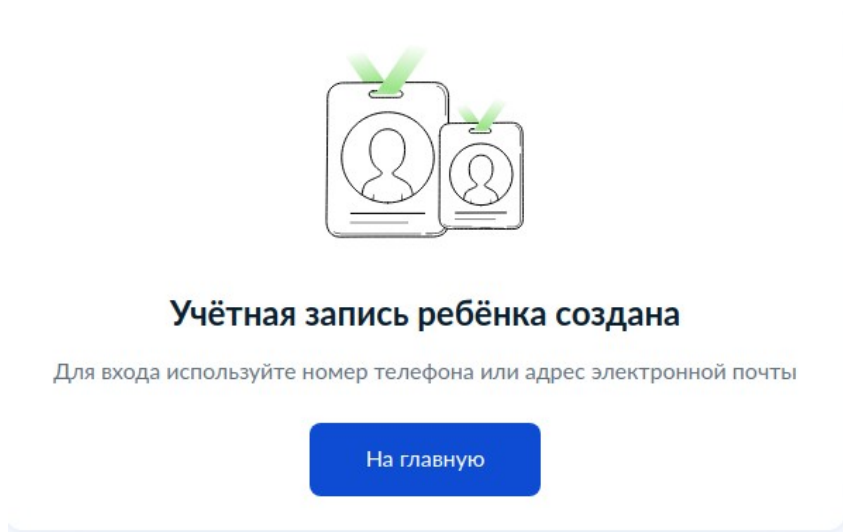 Учётная запись ребёнка создана
Для входа используйте номер телефона или адрес электронной почты
На главную